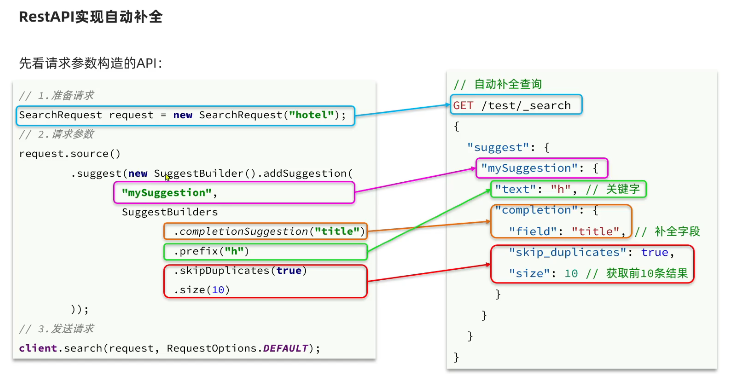 RestAPI实现自动补全
先看请求参数构造的API：
// 1.准备请求
SearchRequest request = new SearchRequest("hotel");
// 2.请求参数
request.source()
.suggest(new SuggestBuilder().addSuggestion(
"mySuggestion",
SuggestBuilders
.completionSuggestion("title")
.prefix("h")
.skipDuplicates(true)
.size(10)
));
// 3.发送请求
client.search(request, RequestOptions.DEFAULT);
// 自动补全查询
GET /test/_search
{
"suggest": {
"mySuggestion": {
"text": "h", // 关键字
"completion": {
"field": "title", // 补全字段
"skip_duplicates": true,
"size": 10 // 获取前10条结果
}
}
}
}